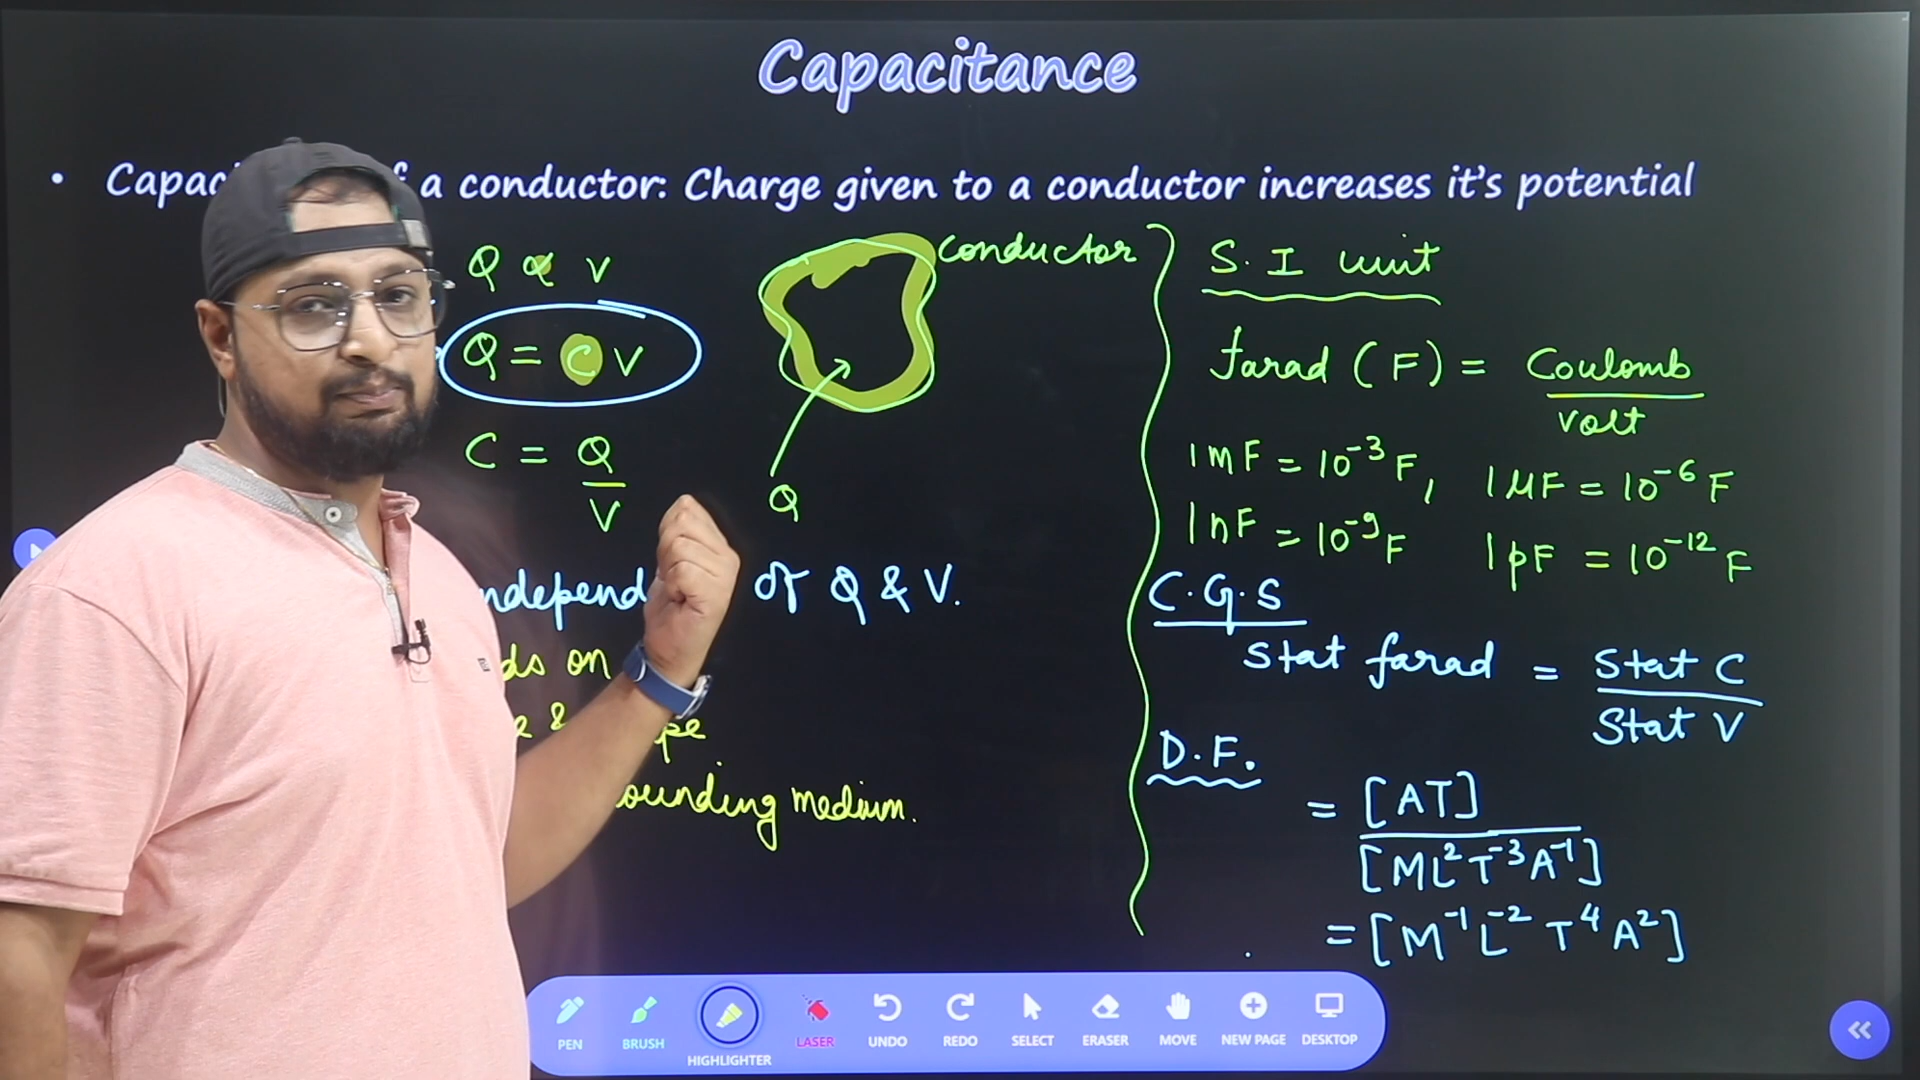 Capacitance
• Capaci f a conductor: Charge given to a conductor increases it's potential
Q ∝ V
Q = C V
C = Q/V
conductor
Q
ndepend of Q & V.
ds on
e & pe
ounding medium.
S. I unit
farad (F) = Coulomb/volt
1 mF = 10⁻³ F, 1 μF = 10⁻⁶ F
1 nF = 10⁻⁹ F 1 pF = 10⁻¹² F
C.G.S
Stat farad = Stat C/Stat V
D.F.
= [AT]/[ML²T⁻³A⁻¹]
= [M⁻¹L⁻²T⁴A²]
PEN BRUSH HIGHLIGHTER LASER UNDO REDO SELECT ERASER MOVE NEW PAGE DESKTOP